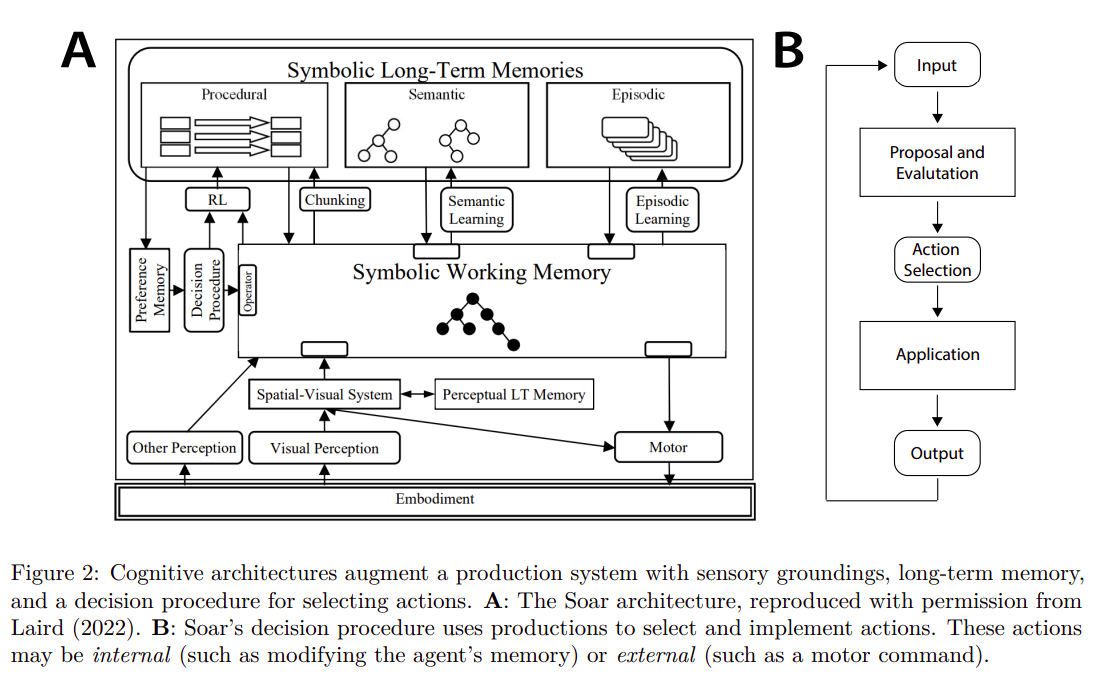 A
Symbolic Long-Term Memories
Procedural
Semantic
Episodic
RL
Chunking
Semantic
Learning
Episodic
Learning
Preference
Memory
Decision
Procedure
Operator
Symbolic Working Memory
Spatial-Visual System
Perceptual LT Memory
Other Perception
Visual Perception
Motor
Embodiment
B
Input
Proposal and
Evalutation
Action
Selection
Application
Output
Figure 2: Cognitive architectures augment a production system with sensory groundings, long-term memory,
and a decision procedure for selecting actions. A: The Soar architecture, reproduced with permission from
Laird (2022). B: Soar's decision procedure uses productions to select and implement actions. These actions
may be internal (such as modifying the agent's memory) or external (such as a motor command).